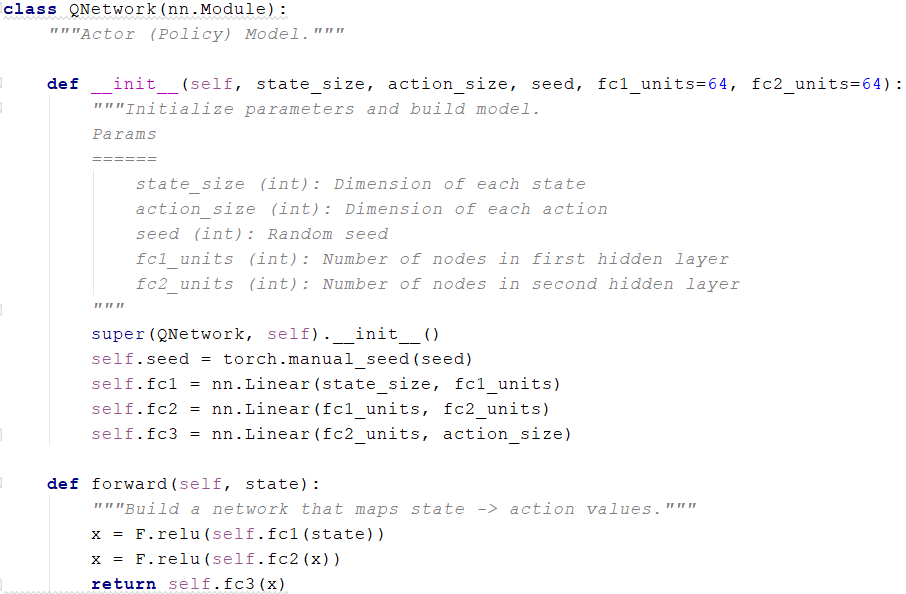 class QNetwork(nn.Module):
    """Actor (Policy) Model."""

    def __init__(self, state_size, action_size, seed, fc1_units=64, fc2_units=64):
        """Initialize parameters and build model.
        Params
        ======
            state_size (int): Dimension of each state
            action_size (int): Dimension of each action
            seed (int): Random seed
            fc1_units (int): Number of nodes in first hidden layer
            fc2_units (int): Number of nodes in second hidden layer
        """
        super(QNetwork, self).__init__()
        self.seed = torch.manual_seed(seed)
        self.fc1 = nn.Linear(state_size, fc1_units)
        self.fc2 = nn.Linear(fc1_units, fc2_units)
        self.fc3 = nn.Linear(fc2_units, action_size)

    def forward(self, state):
        """Build a network that maps state -> action values."""
        x = F.relu(self.fc1(state))
        x = F.relu(self.fc2(x))
        return self.fc3(x)